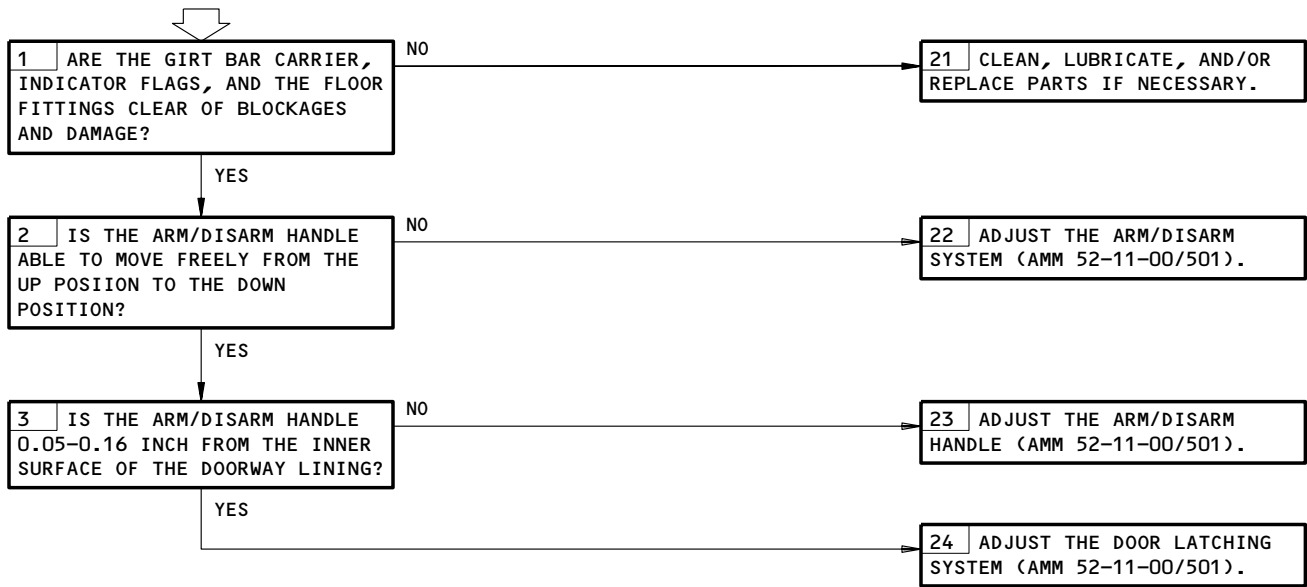 1 ARE THE GIRT BAR CARRIER,
INDICATOR FLAGS, AND THE FLOOR
FITTINGS CLEAR OF BLOCKAGES
AND DAMAGE?
NO
21 CLEAN, LUBRICATE, AND/OR
REPLACE PARTS IF NECESSARY.
YES
2 IS THE ARM/DISARM HANDLE
ABLE TO MOVE FREELY FROM THE
UP POSIION TO THE DOWN
POSITION?
NO
22 ADJUST THE ARM/DISARM
SYSTEM (AMM 52-11-00/501).
YES
3 IS THE ARM/DISARM HANDLE
0.05-0.16 INCH FROM THE INNER
SURFACE OF THE DOORWAY LINING?
NO
23 ADJUST THE ARM/DISARM
HANDLE (AMM 52-11-00/501).
YES
24 ADJUST THE DOOR LATCHING
SYSTEM (AMM 52-11-00/501).